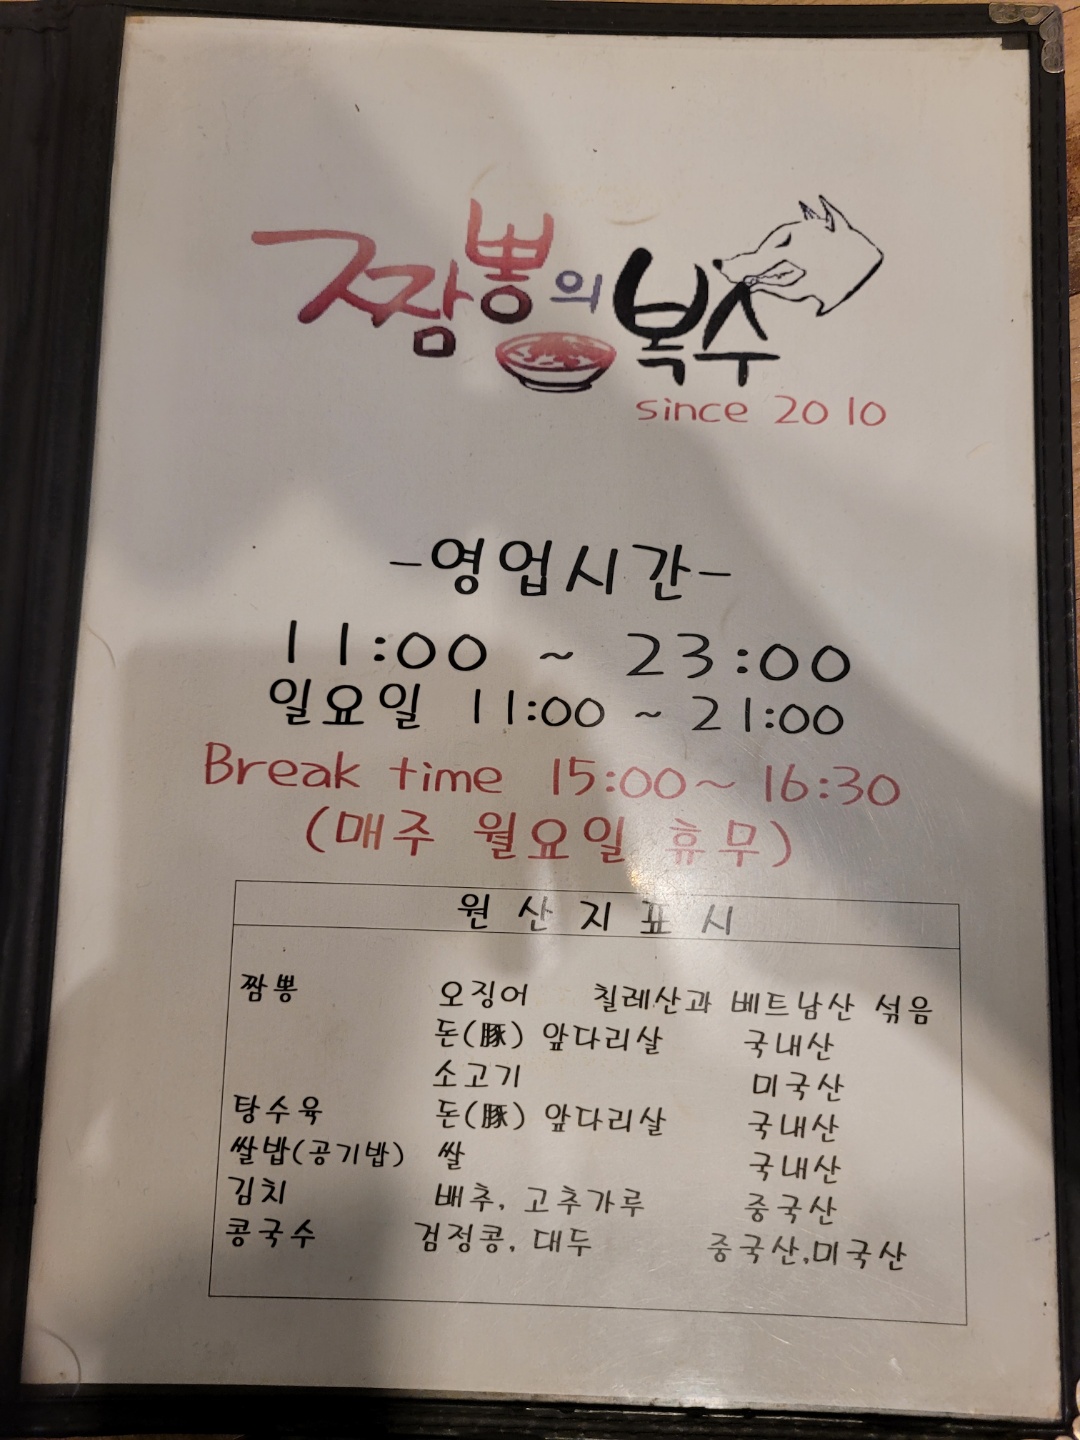 짬뽕의 복수
since 2010
-영업시간-
11:00 ~ 23:00
일요일 11:00 ~ 21:00
Break time 15:00~ 16:30
(매주 월요일 휴무)
원 산 지 표 시
짬뽕 오징어 칠레산과 베트남산 섞음
돈(豚) 앞다리살 국내산
소고기 미국산
탕수육 돈(豚) 앞다리살 국내산
쌀밥(공기밥) 쌀 국내산
김치 배추, 고추가루 중국산
콩국수 검정콩, 대두 중국산,미국산